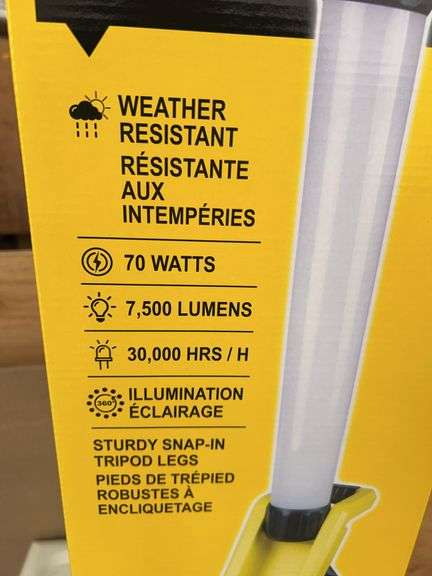 WEATHER
RESISTANT
RÉSISTANTE
AUX
INTEMPÉRIES
70 WATTS
7,500 LUMENS
30,000 HRS / H
360°
ILLUMINATION
ÉCLAIRAGE
STURDY SNAP-IN
TRIPOD LEGS
PIEDS DE TRÉPIED
ROBUSTES À
ENCLIQUETAGE